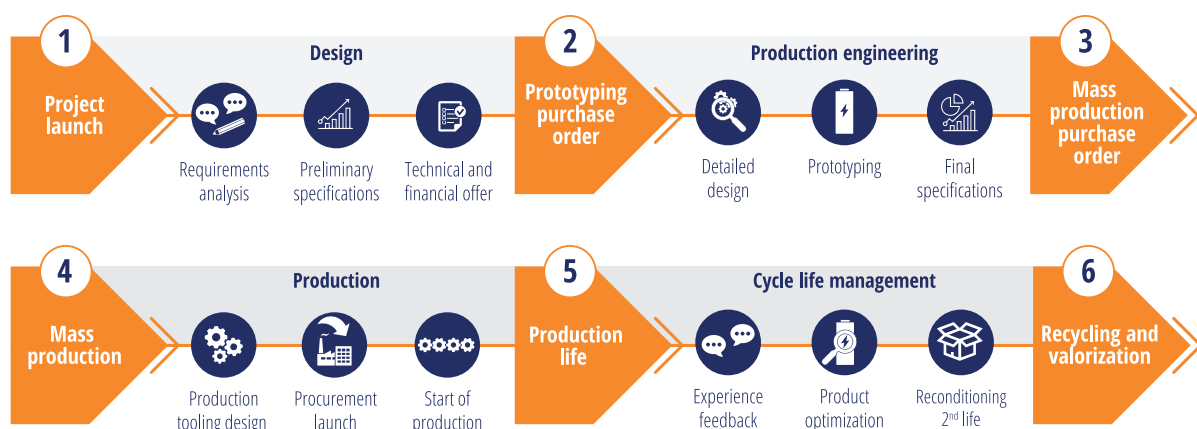 1
Project
launch
Design
Requirements
analysis
Preliminary
specifications
Technical and
financial offer
2
Prototyping
purchase
order
Production engineering
Detailed
design
Prototyping
Final
specifications
3
Mass
production
purchase
order
4
Mass
production
Production
Production
tooling design
Procurement
launch
Start of
production
5
Production
life
Cycle life management
Experience
feedback
Product
optimization
Reconditioning
2nd life
6
Recycling and
valorization